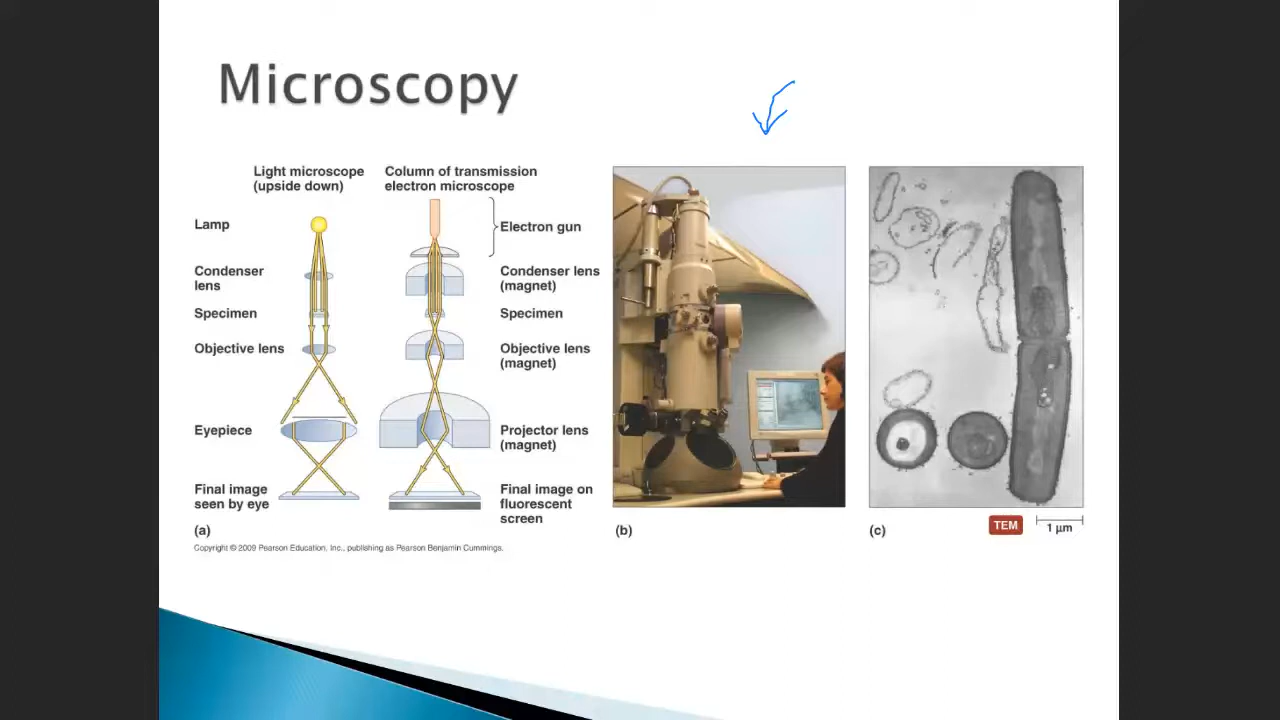 Microscopy
Light microscope
(upside down)
Column of transmission
electron microscope
Lamp
Electron gun
Condenser
lens
Condenser lens
(magnet)
Specimen
Specimen
Objective lens
Objective lens
(magnet)
Eyepiece
Projector lens
(magnet)
Final image
seen by eye
Final image on
fluorescent
screen
(a)
(b)
(c)
TEM
1 µm
Copyright © 2009 Pearson Education, Inc., publishing as Pearson Benjamin Cummings.